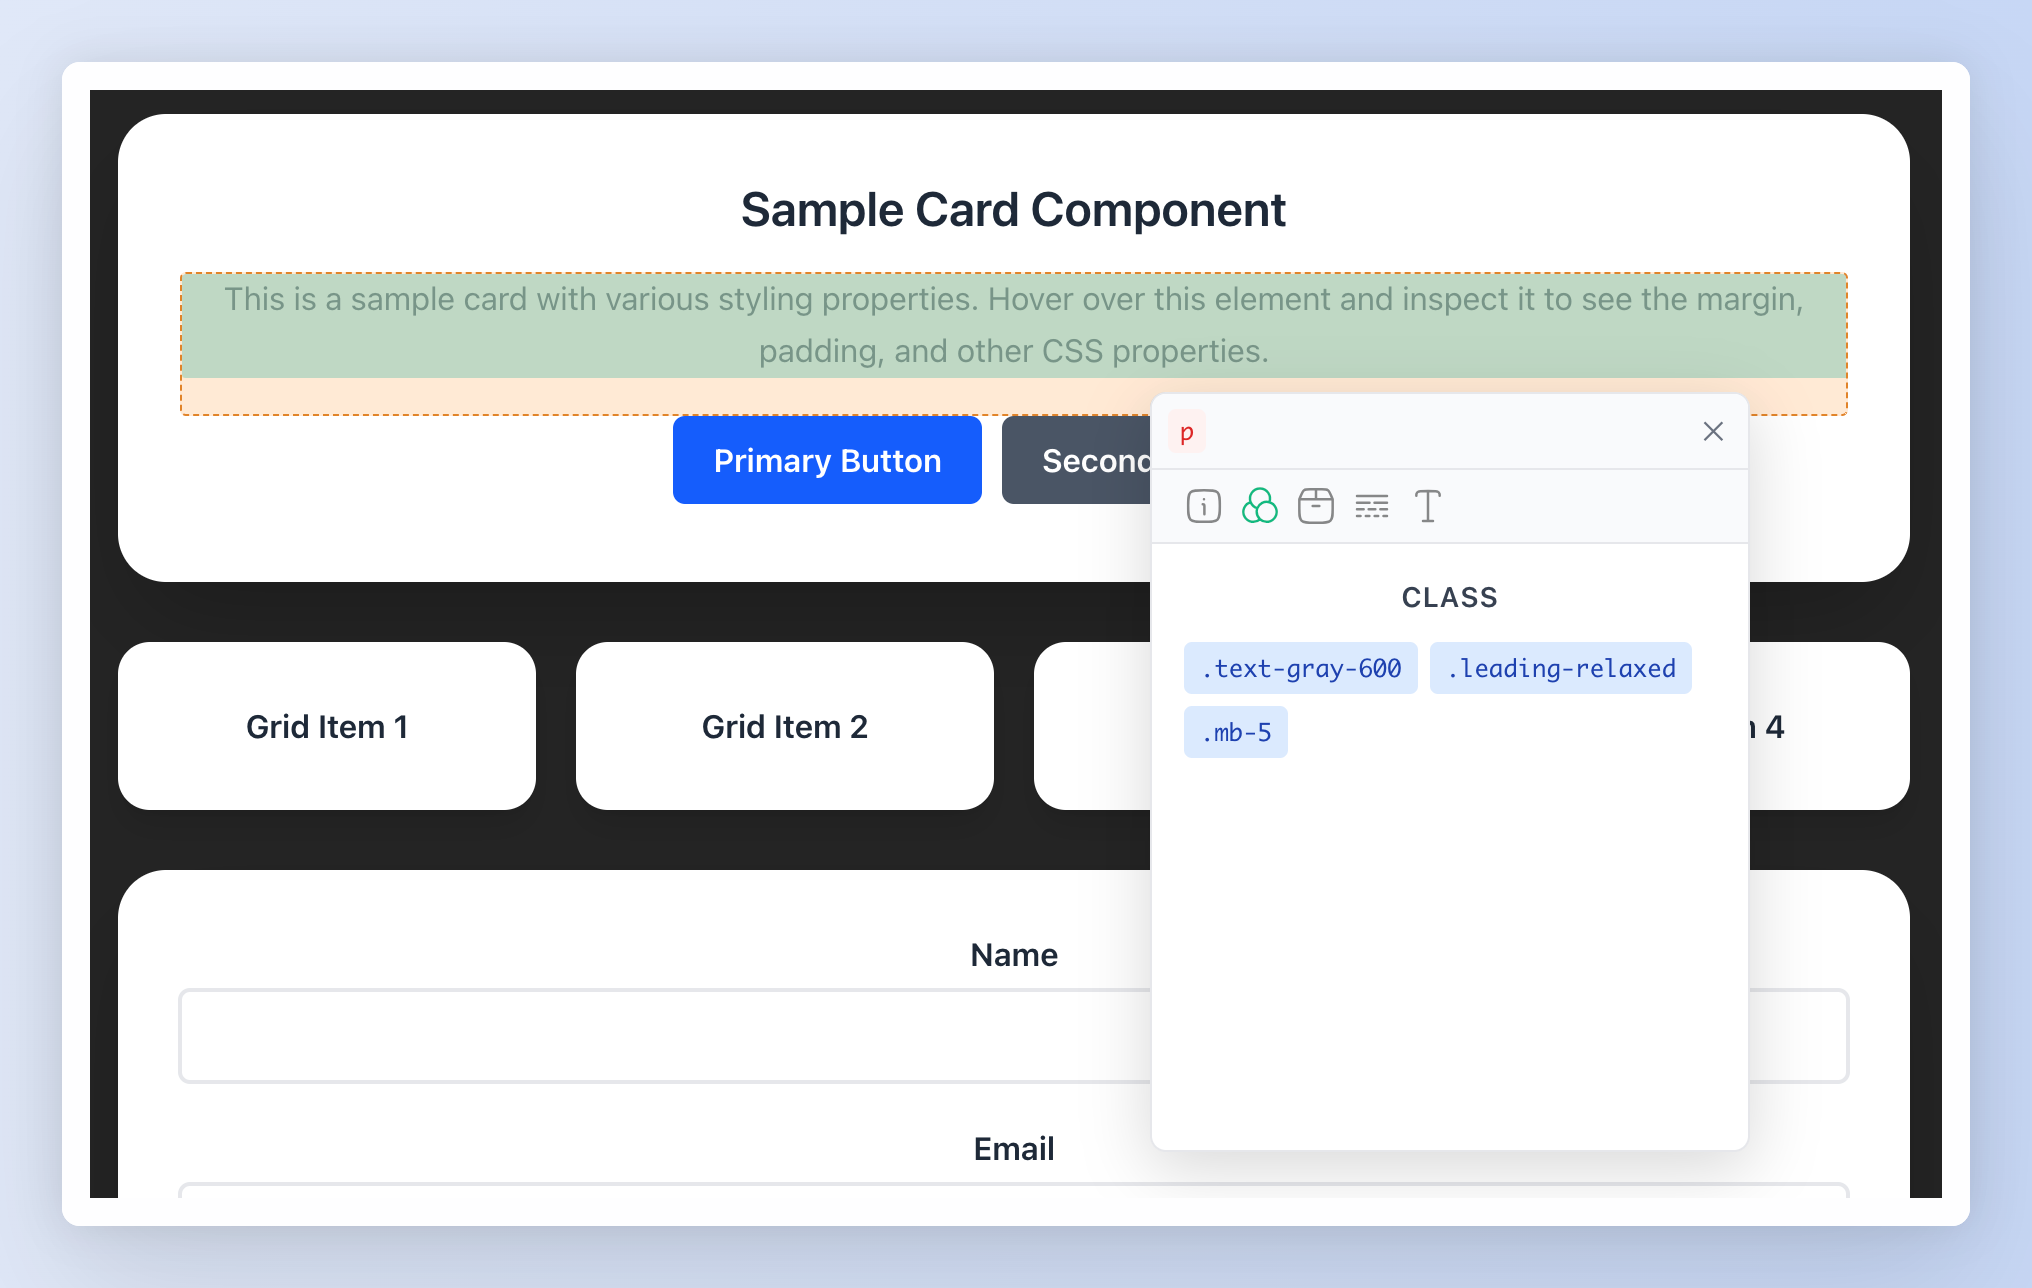 Sample Card Component
This is a sample card with various styling properties. Hover over this element and inspect it to see the margin,
padding, and other CSS properties.
Primary Button
p
CLASS
.text-gray-600 .leading-relaxed
.mb-5
Grid Item 1
Grid Item 2
4
Name
Email